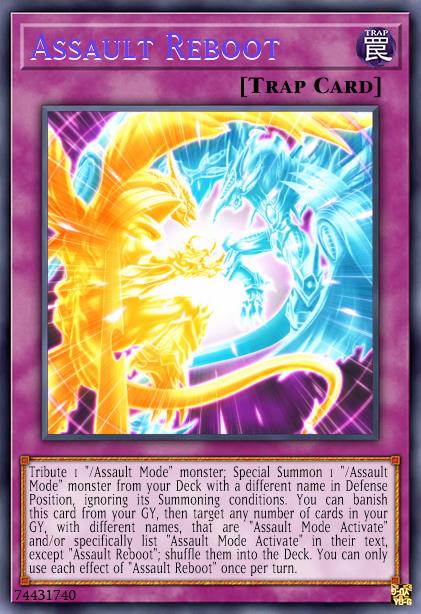 Assault Reboot
TRAP
罠
[Trap Card]
Tribute 1 "/Assault Mode" monster; Special Summon 1 "/Assault
Mode" monster from your Deck with a different name in Defense
Position, ignoring its Summoning conditions. You can banish
this card from your GY, then target any number of cards in your
GY, with different names, that are "Assault Mode Activate"
and/or specifically list "Assault Mode Activate" in their text,
except "Assault Reboot"; shuffle them into the Deck. You can only
use each effect of "Assault Reboot" once per turn.
74431740